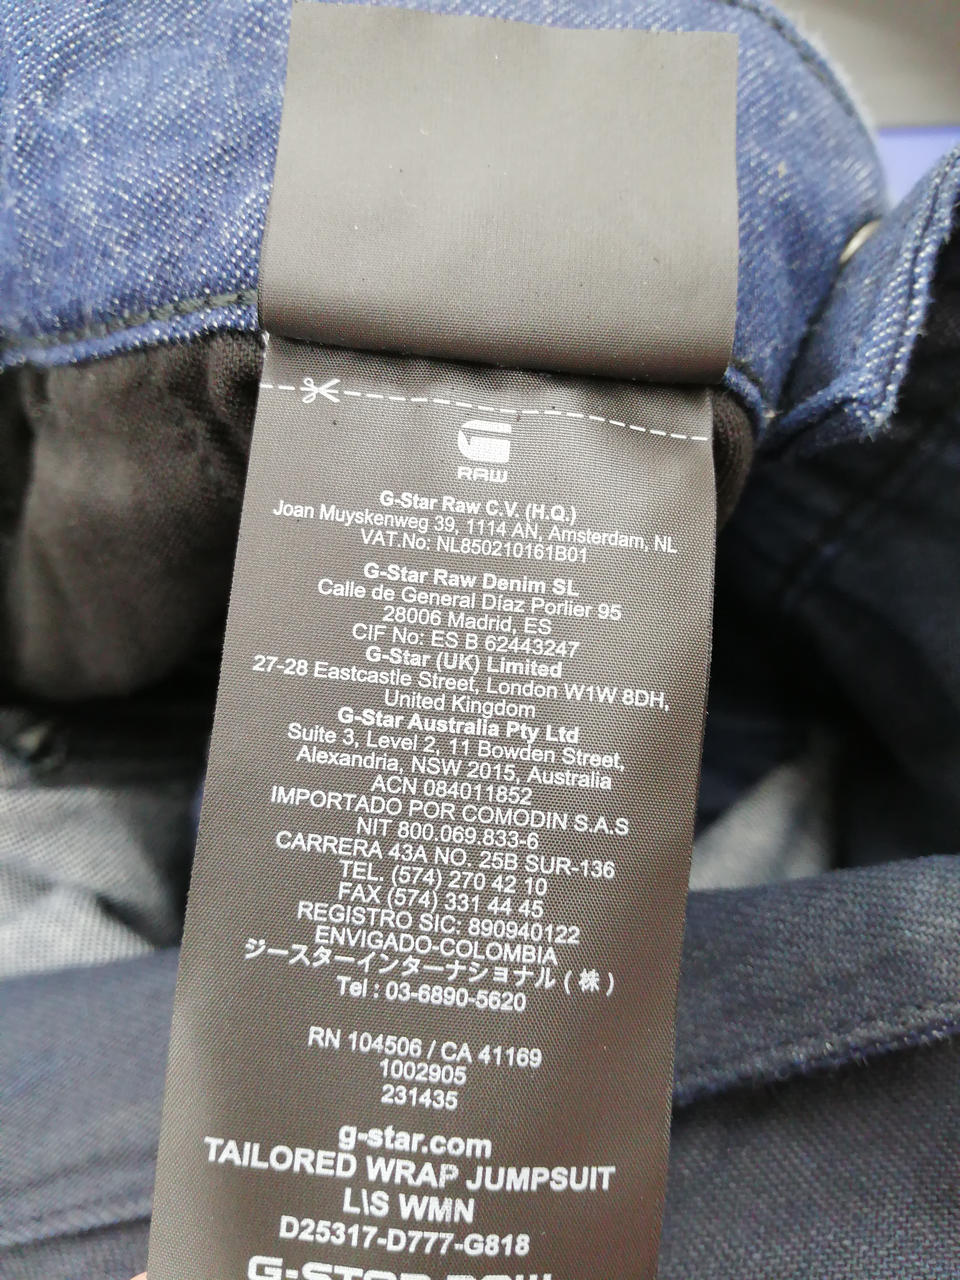 RAW
G-Star Raw C.V. (H.Q.)
Joan Muyskenweg 39, 1114 AN, Amsterdam, NL
VAT.No: NL850210161B01
G-Star Raw Denim SL
Calle de General Díaz Porlier 95
28006 Madrid, ES
CIF No: ES B 62443247
G-Star (UK) Limited
27-28 Eastcastle Street, London W1W 8DH,
United Kingdom
G-Star Australia Pty Ltd
Suite 3, Level 2, 11 Bowden Street,
Alexandria, NSW 2015, Australia
ACN 084011852
IMPORTADO POR COMODIN S.A.S
NIT 800.069.833-6
CARRERA 43A NO. 25B SUR-136
TEL. (574) 270 42 10
FAX (574) 331 44 45
REGISTRO SIC: 890940122
ENVIGADO-COLOMBIA
ジースターインターナショナル（株）
Tel : 03-6890-5620
RN 104506 / CA 41169
1002905
231435
g-star.com
TAILORED WRAP JUMPSUIT
L\S WMN
D25317-D777-G818
G-STAR RAW